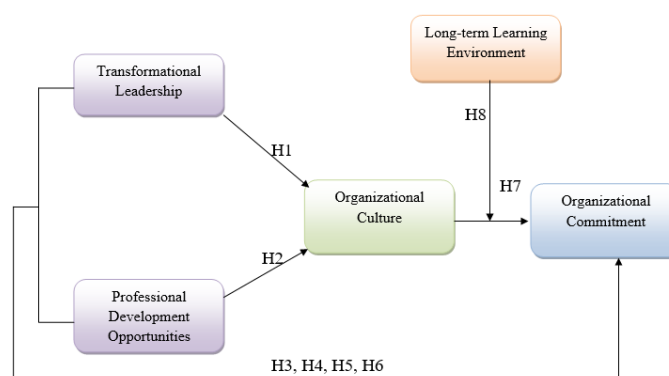 Long-term Learning
Environment
Transformational
Leadership
H8
H1
H7
Organizational
Culture
Organizational
Commitment
H2
Professional
Development
Opportunities
H3, H4, H5, H6